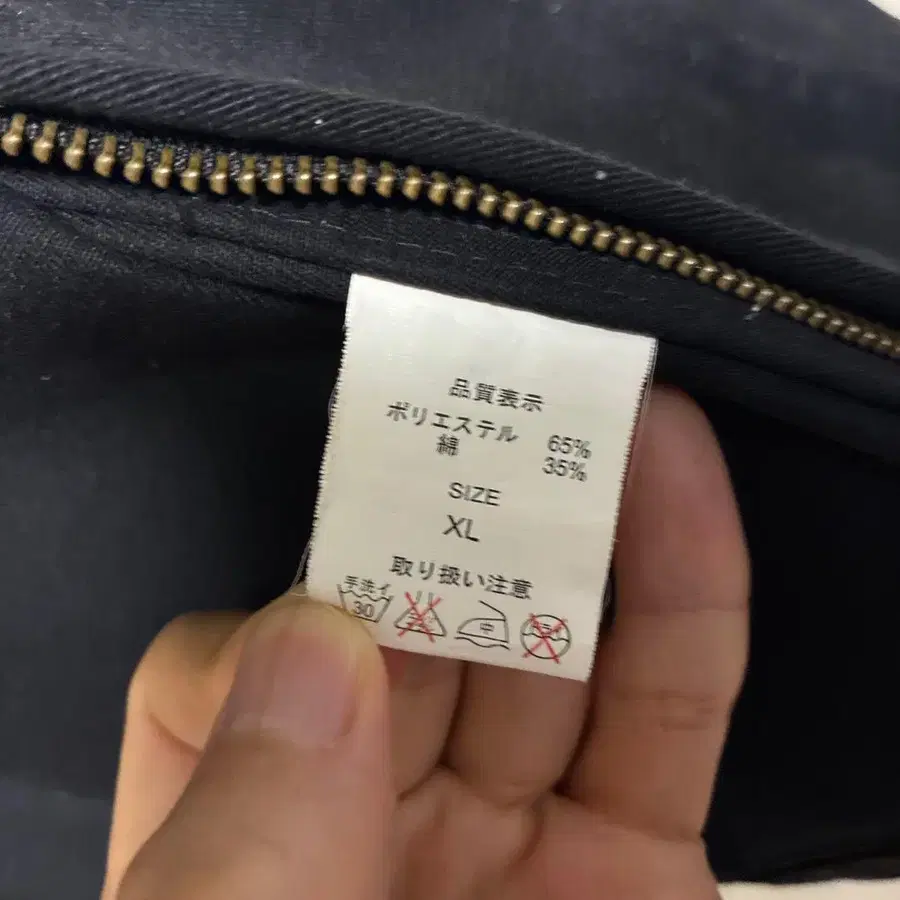 品質表示
ポリエステル 65%
綿 35%
SIZE
XL
取り扱い注意
手洗イ
30 中